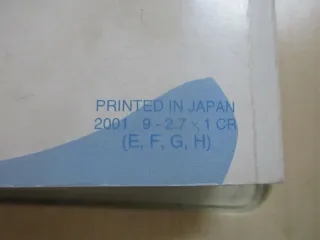 PRINTED IN JAPAN
2001 9-2.7×1 CR
(E, F, G, H)